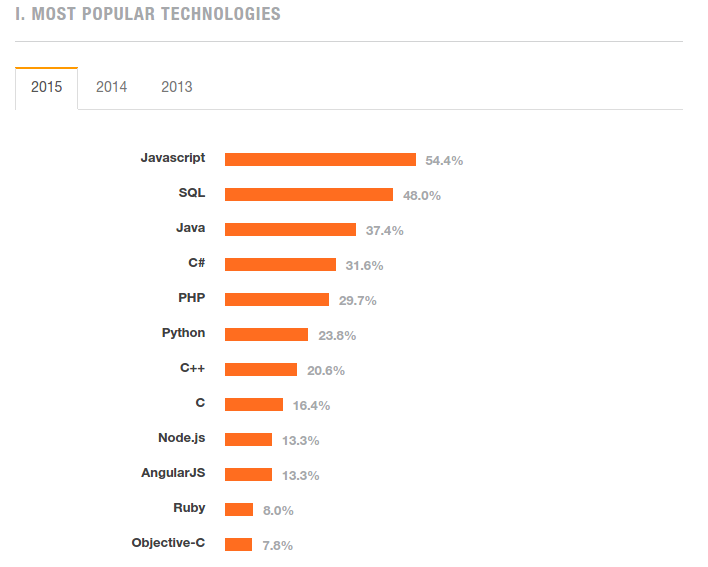 I. MOST POPULAR TECHNOLOGIES
2015 2014 2013
Javascript 54.4%
SQL 48.0%
Java 37.4%
C# 31.6%
PHP 29.7%
Python 23.8%
C++ 20.6%
C 16.4%
Node.js 13.3%
AngularJS 13.3%
Ruby 8.0%
Objective-C 7.8%